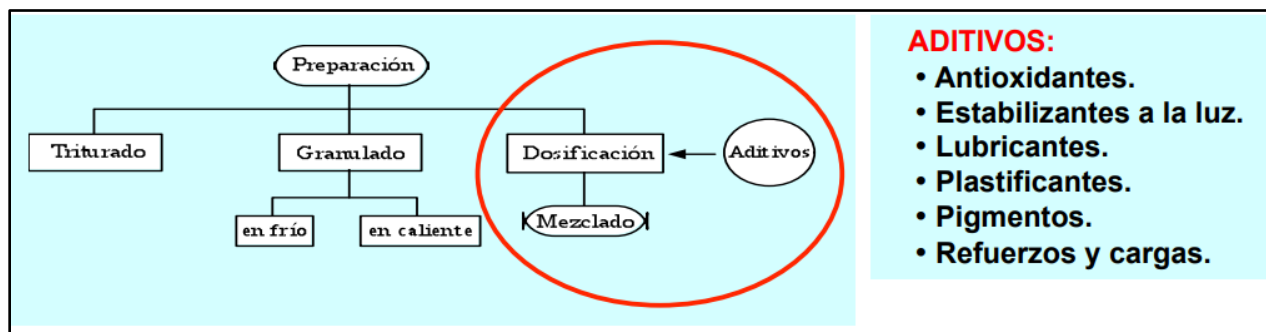 Preparación
Triturado
Granulado
Dosificación
Aditivos
en frío
en caliente
Mezclado
ADITIVOS:
• Antioxidantes.
• Estabilizantes a la luz.
• Lubricantes.
• Plastificantes.
• Pigmentos.
• Refuerzos y cargas.